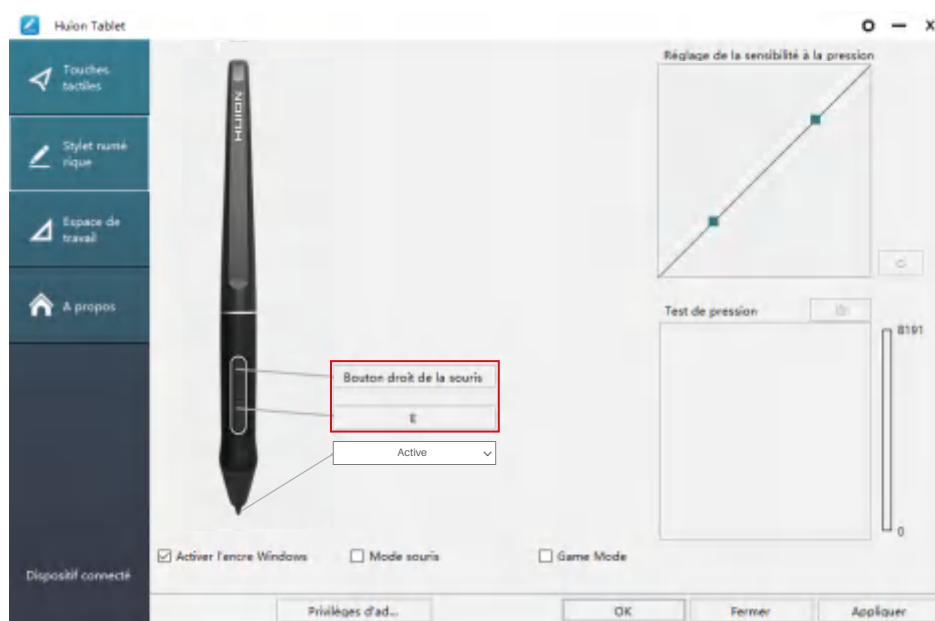 Huion Tablet
Touches
tactiles
Stylet numé
rique
Espace de
travail
A propos
Dispositif connecté
HUION
Bouton droit de la souris
E
Active
Activer l'encre Windows
Mode souris
Game Mode
Réglage de la sensibilité à la pression
Test de pression
8191
0
Privilèges d'ad...
OK
Fermer
Appliquer